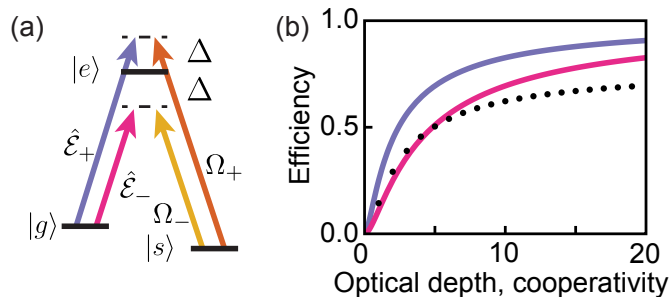 (a)
Δ
|e⟩
Δ
Ê₊
Ê₋
Ω₊
Ω₋
|g⟩
|s⟩
(b)
Efficiency
1.0
0.5
0.0
0
10
20
Optical depth, cooperativity